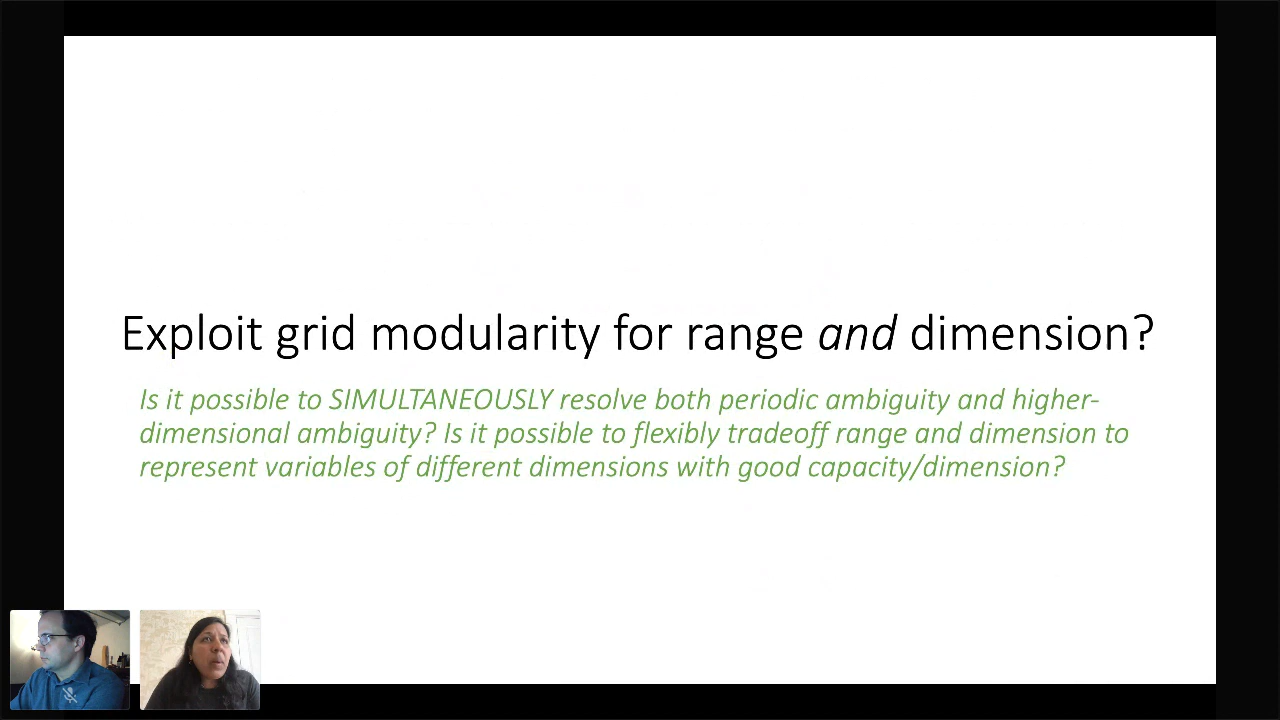 Exploit grid modularity for range and dimension?
Is it possible to SIMULTANEOUSLY resolve both periodic ambiguity and higher-
dimensional ambiguity? Is it possible to flexibly tradeoff range and dimension to
represent variables of different dimensions with good capacity/dimension?